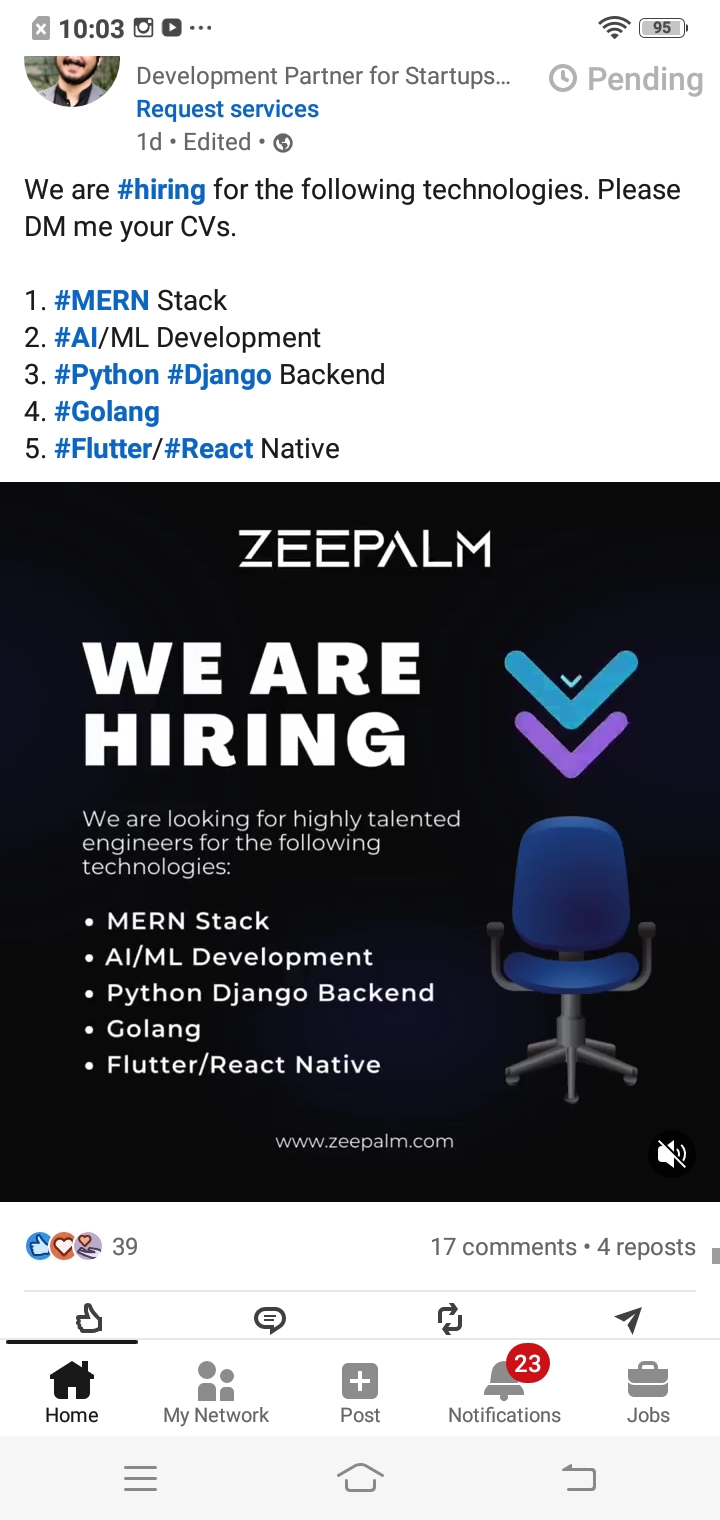 10:03
95
Development Partner for Startups...
Pending
Request services
1d • Edited •
We are #hiring for the following technologies. Please
DM me your CVs.
1. #MERN Stack
2. #AI/ML Development
3. #Python #Django Backend
4. #Golang
5. #Flutter/#React Native
ZEEPALM
WE ARE
HIRING
We are looking for highly talented
engineers for the following
technologies:
• MERN Stack
• AI/ML Development
• Python Django Backend
• Golang
• Flutter/React Native
www.zeepalm.com
39
17 comments • 4 reposts
23
Home
My Network
Post
Notifications
Jobs